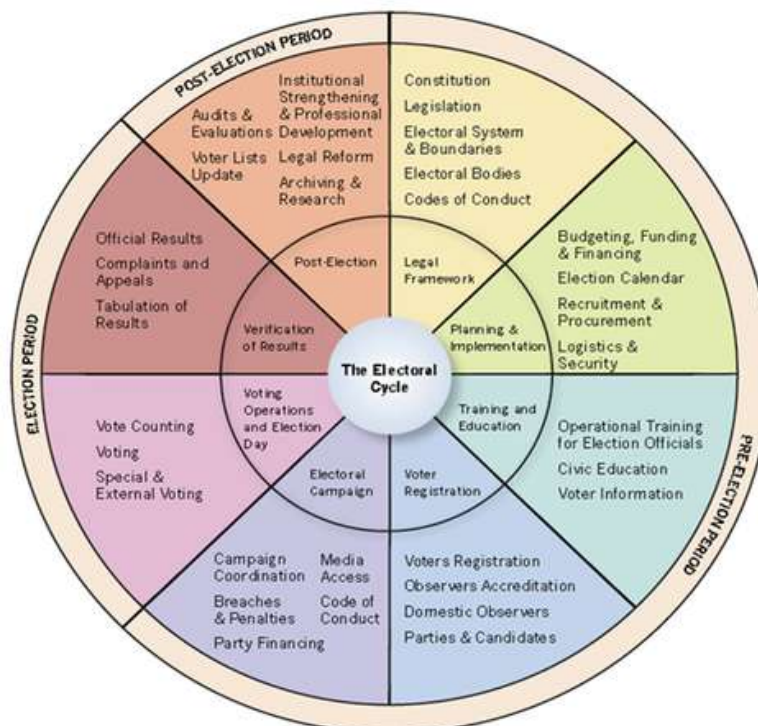 POST-ELECTION PERIOD
ELECTION PERIOD
PRE-ELECTION PERIOD
The Electoral
Cycle
Constitution
Legislation
Electoral System
& Boundaries
Electoral Bodies
Codes of Conduct
Legal
Framework
Budgeting, Funding
& Financing
Election Calendar
Recruitment &
Procurement
Logistics &
Security
Planning &
Implementation
Operational Training
for Election Officials
Civic Education
Voter Information
Training and
Education
Voters Registration
Observers Accreditation
Domestic Observers
Parties & Candidates
Voter
Registration
Campaign
Coordination
Breaches
& Penalties
Party Financing
Media
Access
Code of
Conduct
Electoral
Campaign
Vote Counting
Voting
Special &
External Voting
Voting
Operations
and Election
Day
Official Results
Complaints and
Appeals
Tabulation of
Results
Verification
of Results
Audits &
Evaluations
Voter Lists
Update
Institutional
Strengthening
& Professional
Development
Legal Reform
Archiving &
Research
Post-Election